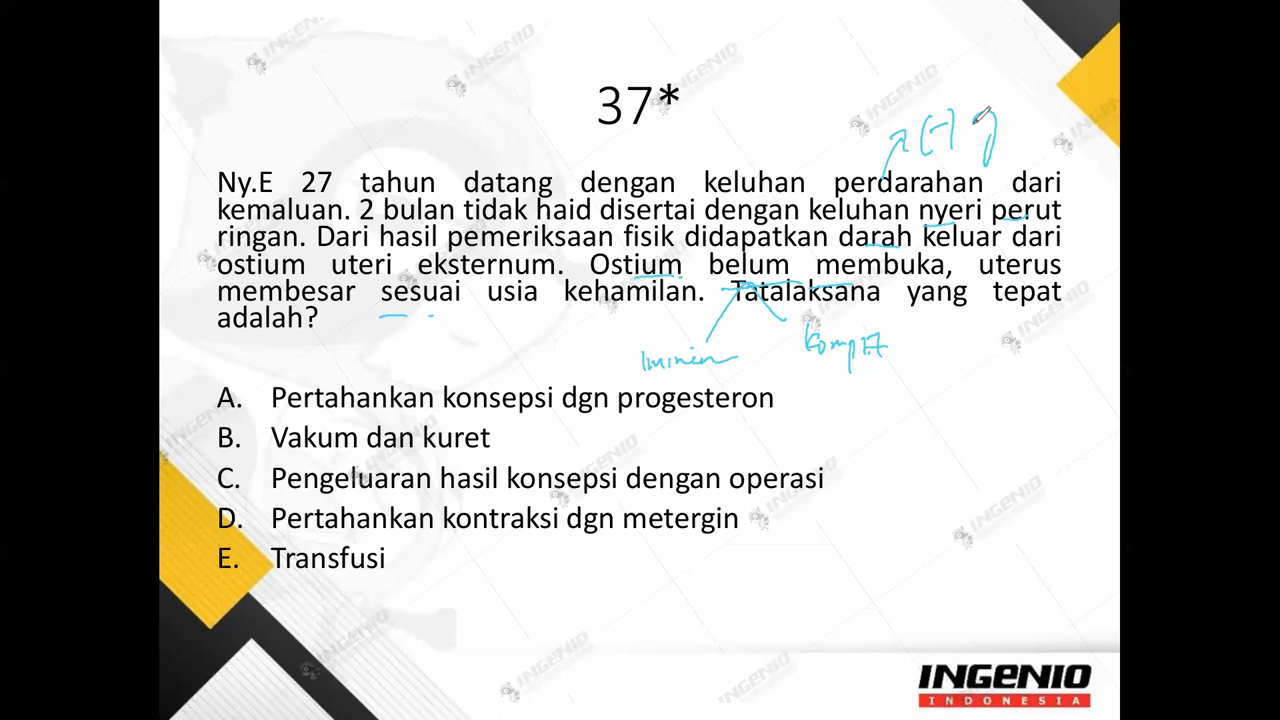 37*
Ny.E 27 tahun datang dengan keluhan perdarahan dari
kemaluan. 2 bulan tidak haid disertai dengan keluhan nyeri perut
ringan. Dari hasil pemeriksaan fisik didapatkan darah keluar dari
ostium uteri eksternum. Ostium belum membuka, uterus
membesar sesuai usia kehamilan. Tatalaksana yang tepat
adalah?
A. Pertahankan konsepsi dgn progesteron
B. Vakum dan kuret
C. Pengeluaran hasil konsepsi dengan operasi
D. Pertahankan kontraksi dgn metergin
E. Transfusi
INGENIO
INDONESIA